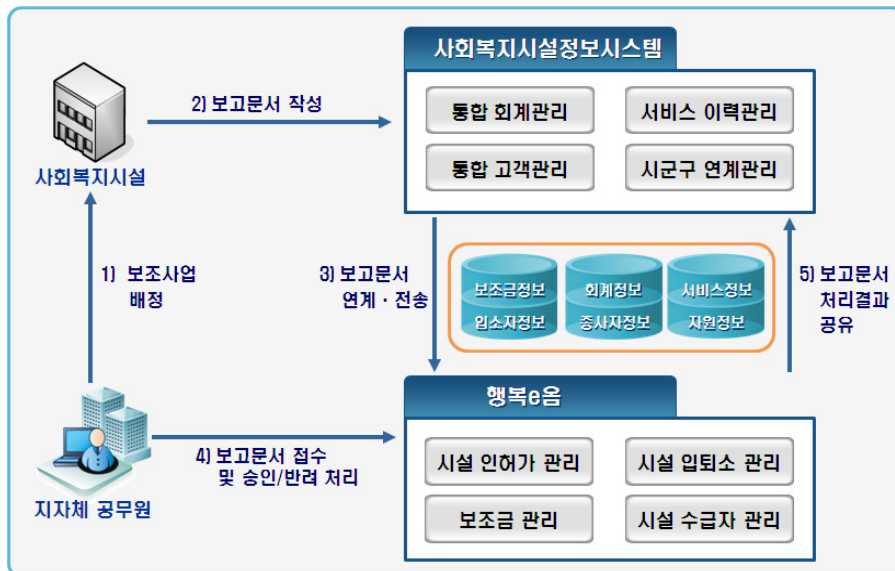 사회복지시설정보시스템
통합 회계관리
서비스 이력관리
통합 고객관리
시군구 연계관리
2) 보고문서 작성
사회복지시설
1) 보조사업
배정
3) 보고문서
연계 · 전송
보조금정보
회계정보
서비스정보
입소자정보
종사자정보
자원정보
5) 보고문서
처리결과
공유
행복e음
시설 인허가 관리
시설 입퇴소 관리
보조금 관리
시설 수급자 관리
4) 보고문서 접수
및 승인/반려 처리
지자체 공무원